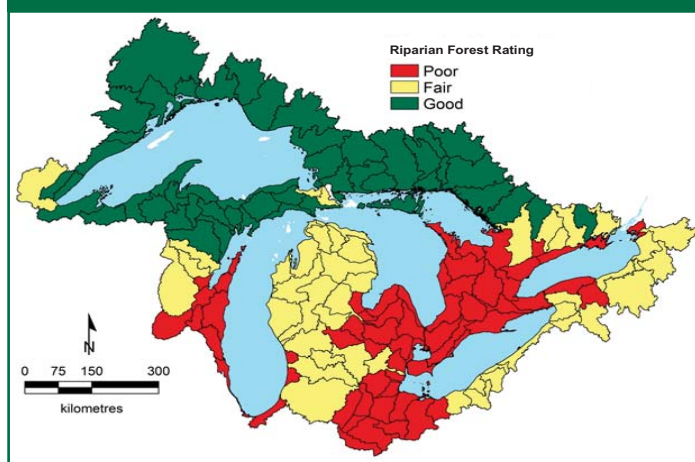 Riparian Forest Rating
Poor
Fair
Good
N
0 75 150 300
kilometres